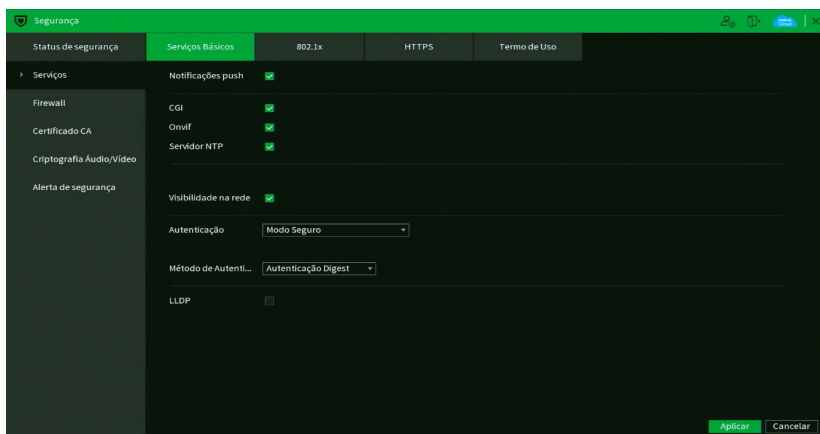 Segurança
Status de segurança
Serviços Básicos
802.1x
HTTPS
Termo de Uso
Serviços
Firewall
Certificado CA
Criptografia Áudio/Vídeo
Alerta de segurança
Notificações push
CGI
Onvif
Servidor NTP
Visibilidade na rede
Autenticação
Modo Seguro
Método de Autenti...
Autenticação Digest
LLDP
Aplicar
Cancelar